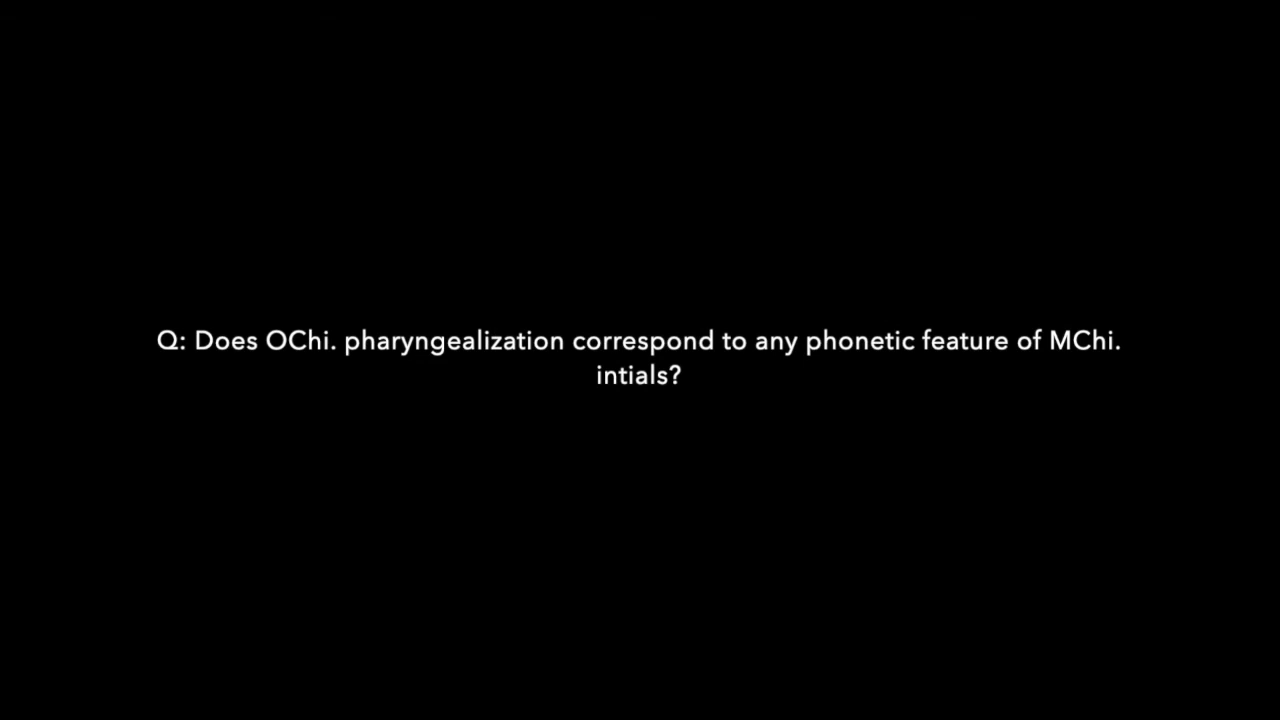 Q: Does OChi. pharyngealization correspond to any phonetic feature of MChi.
intials?